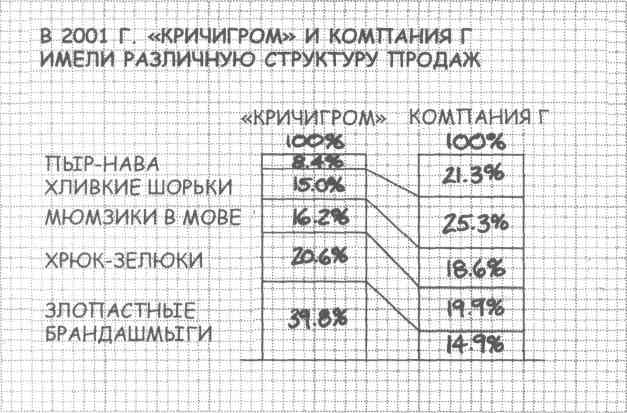 В 2001 Г. «КРИЧИГРОМ» И КОМПАНИЯ Г
ИМЕЛИ РАЗЛИЧНУЮ СТРУКТУРУ ПРОДАЖ
«КРИЧИГРОМ» КОМПАНИЯ Г
100% 100%
ПЫР-НАВА 8.4% 21.3%
ХЛИВКИЕ ШОРЬКИ 15.0% 25.3%
МЮМЗИКИ В МОВЕ 16.2% 18.6%
ХРЮК-ЗЕЛЮКИ 20.6% 19.9%
ЗЛОПАСТНЫЕ
БРАНДАШМЫГИ 39.8% 14.9%